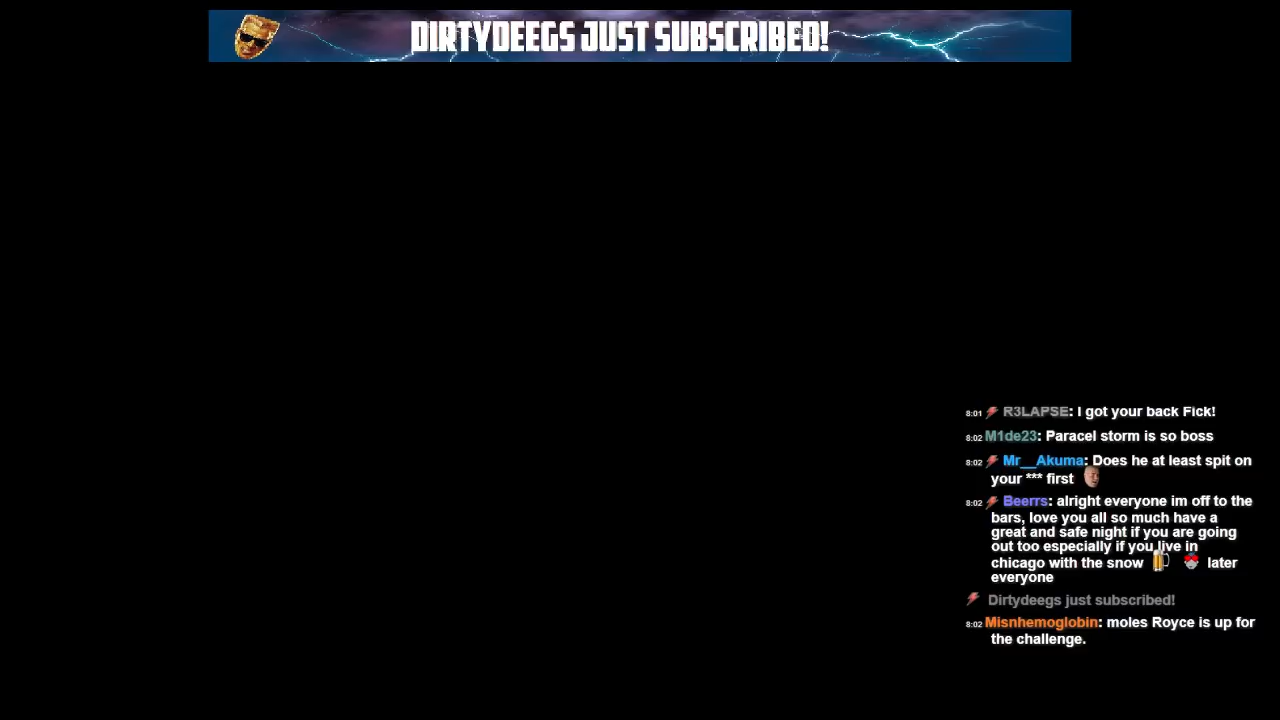 DIRTYDEEGS JUST SUBSCRIBED!
8:01 R3LAPSE: I got your back Fick!
8:02 M1de23: Paracel storm is so boss
8:02 Mr__Akuma: Does he at least spit on
your *** first
8:02 Beerrs: alright everyone im off to the
bars, love you all so much have a
great and safe night if you are going
out too especially if you live in
chicago with the snow later
everyone
Dirtydeegs just subscribed!
8:02 Misnhemoglobin: moles Royce is up for
the challenge.